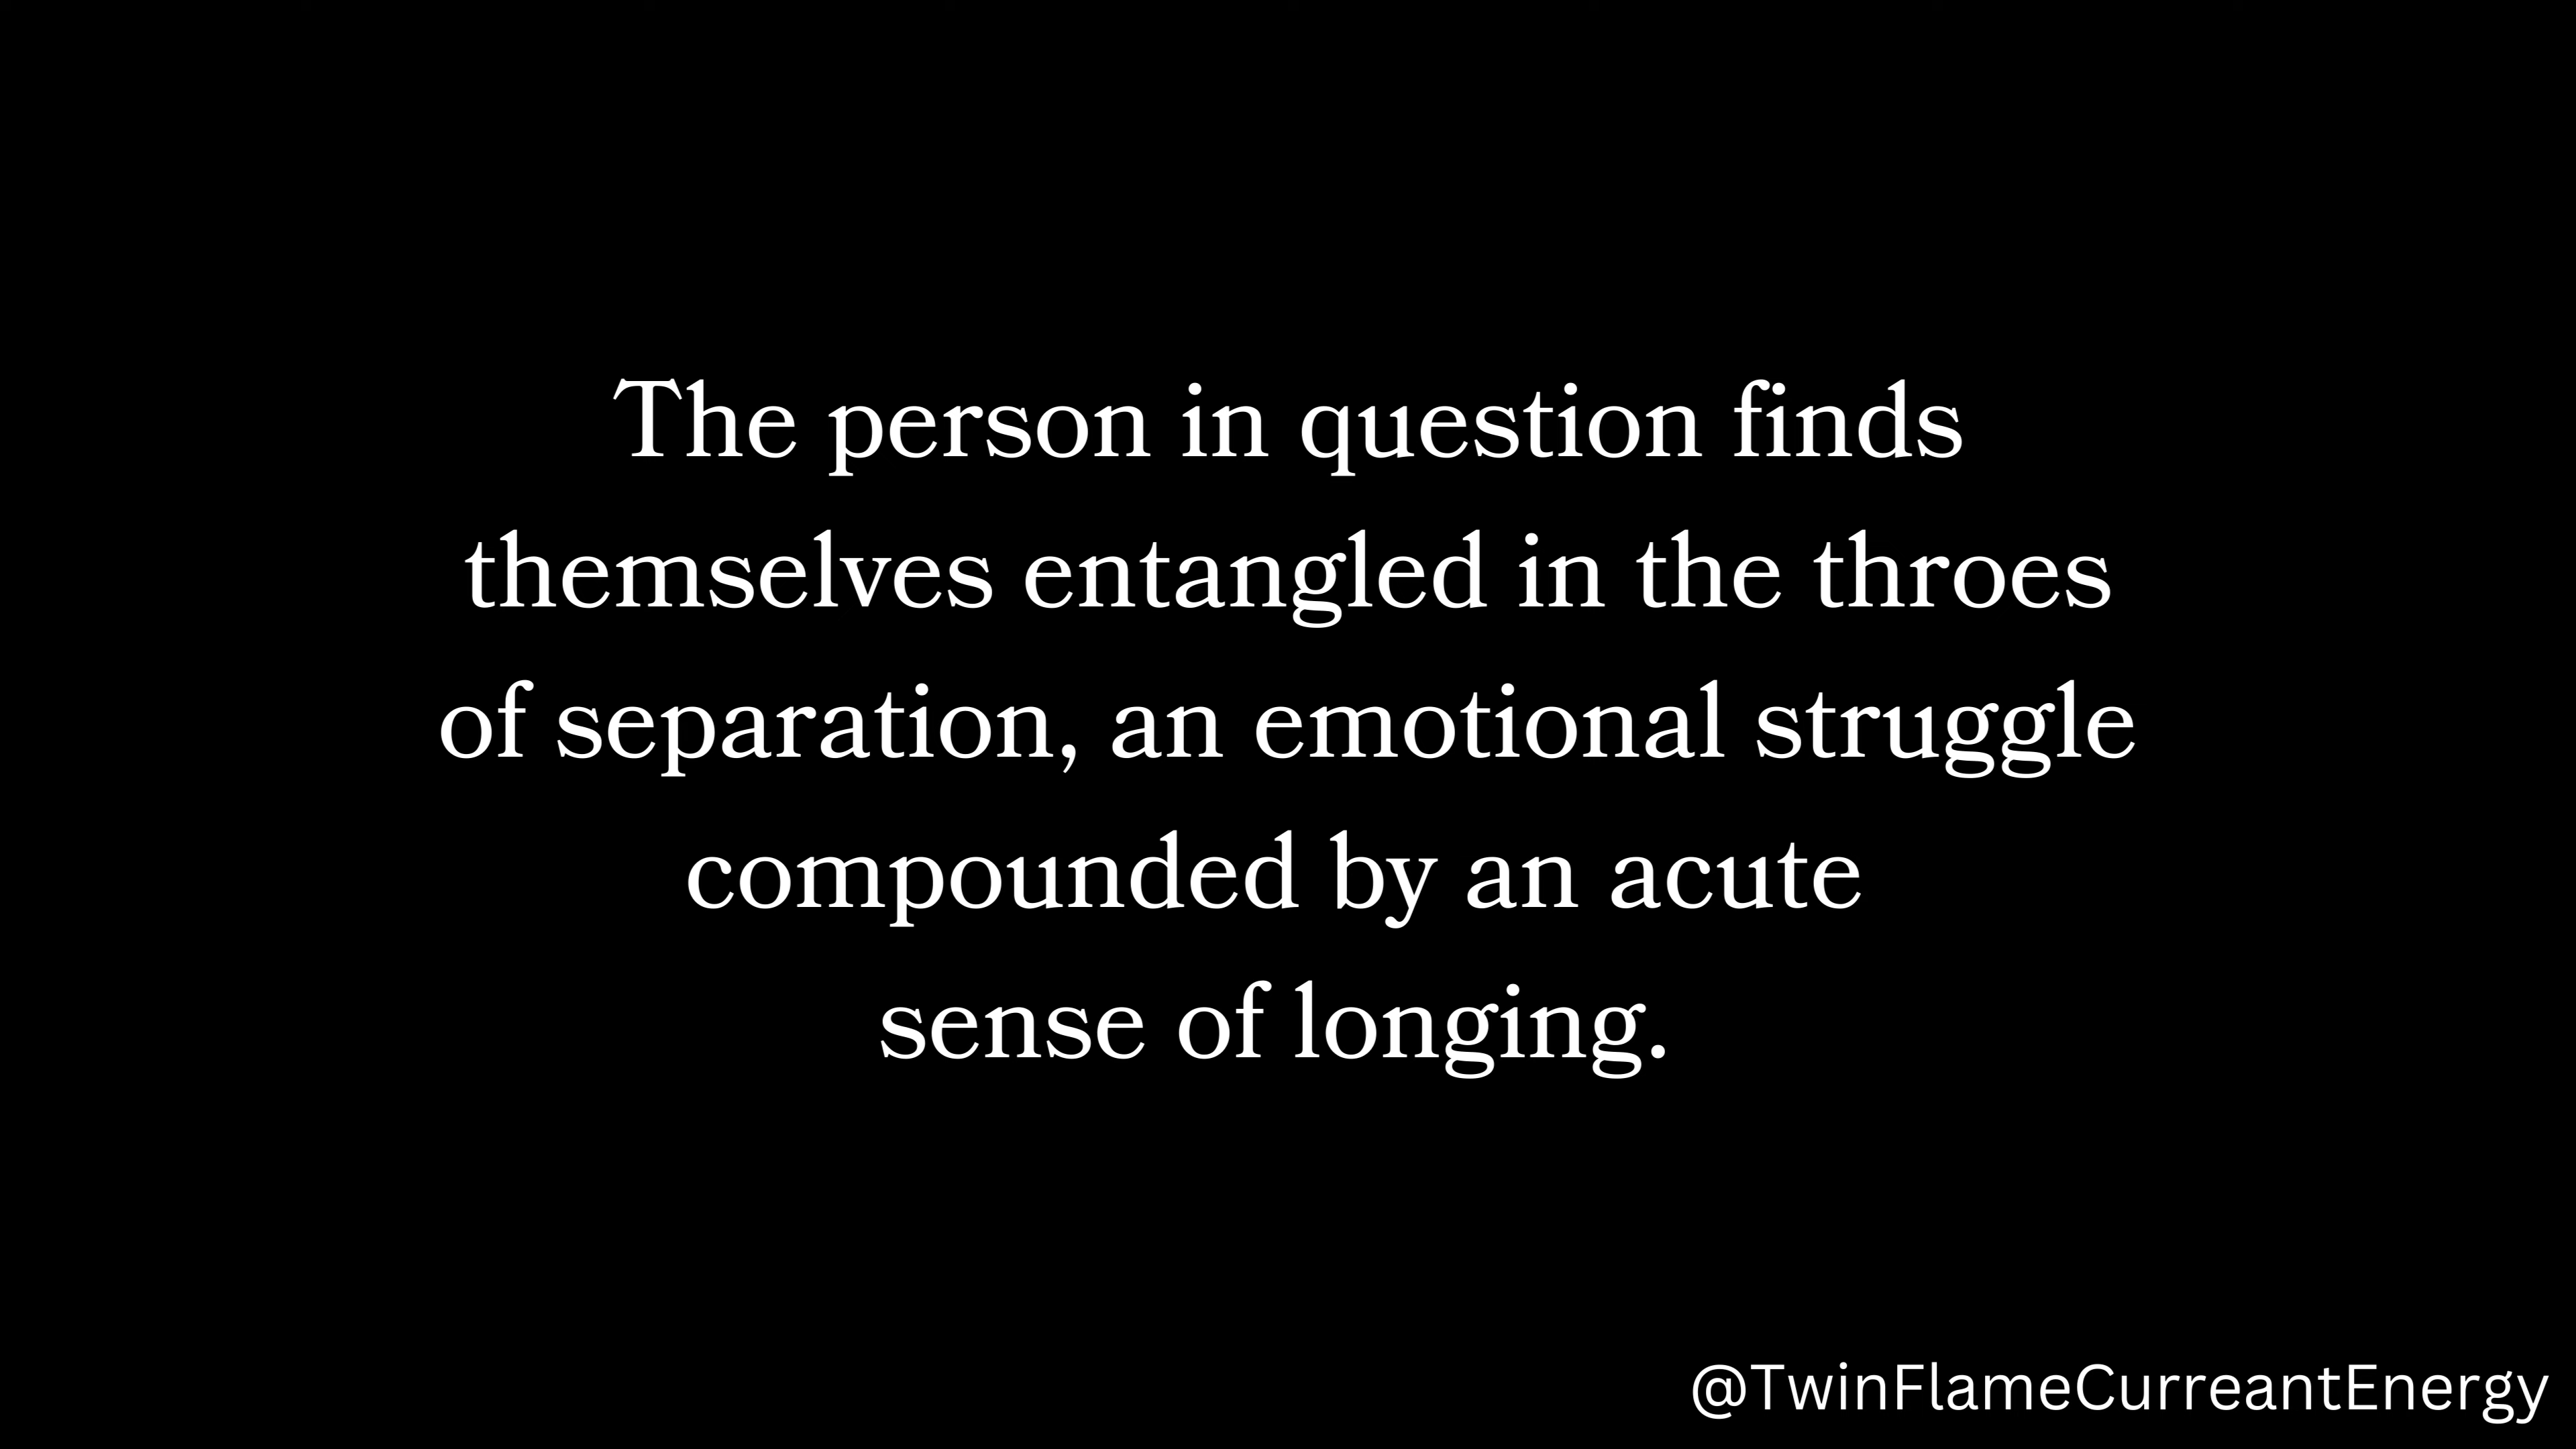 The person in question finds
themselves entangled in the throes
of separation, an emotional struggle
compounded by an acute
sense of longing.
@TwinFlameCurreantEnergy